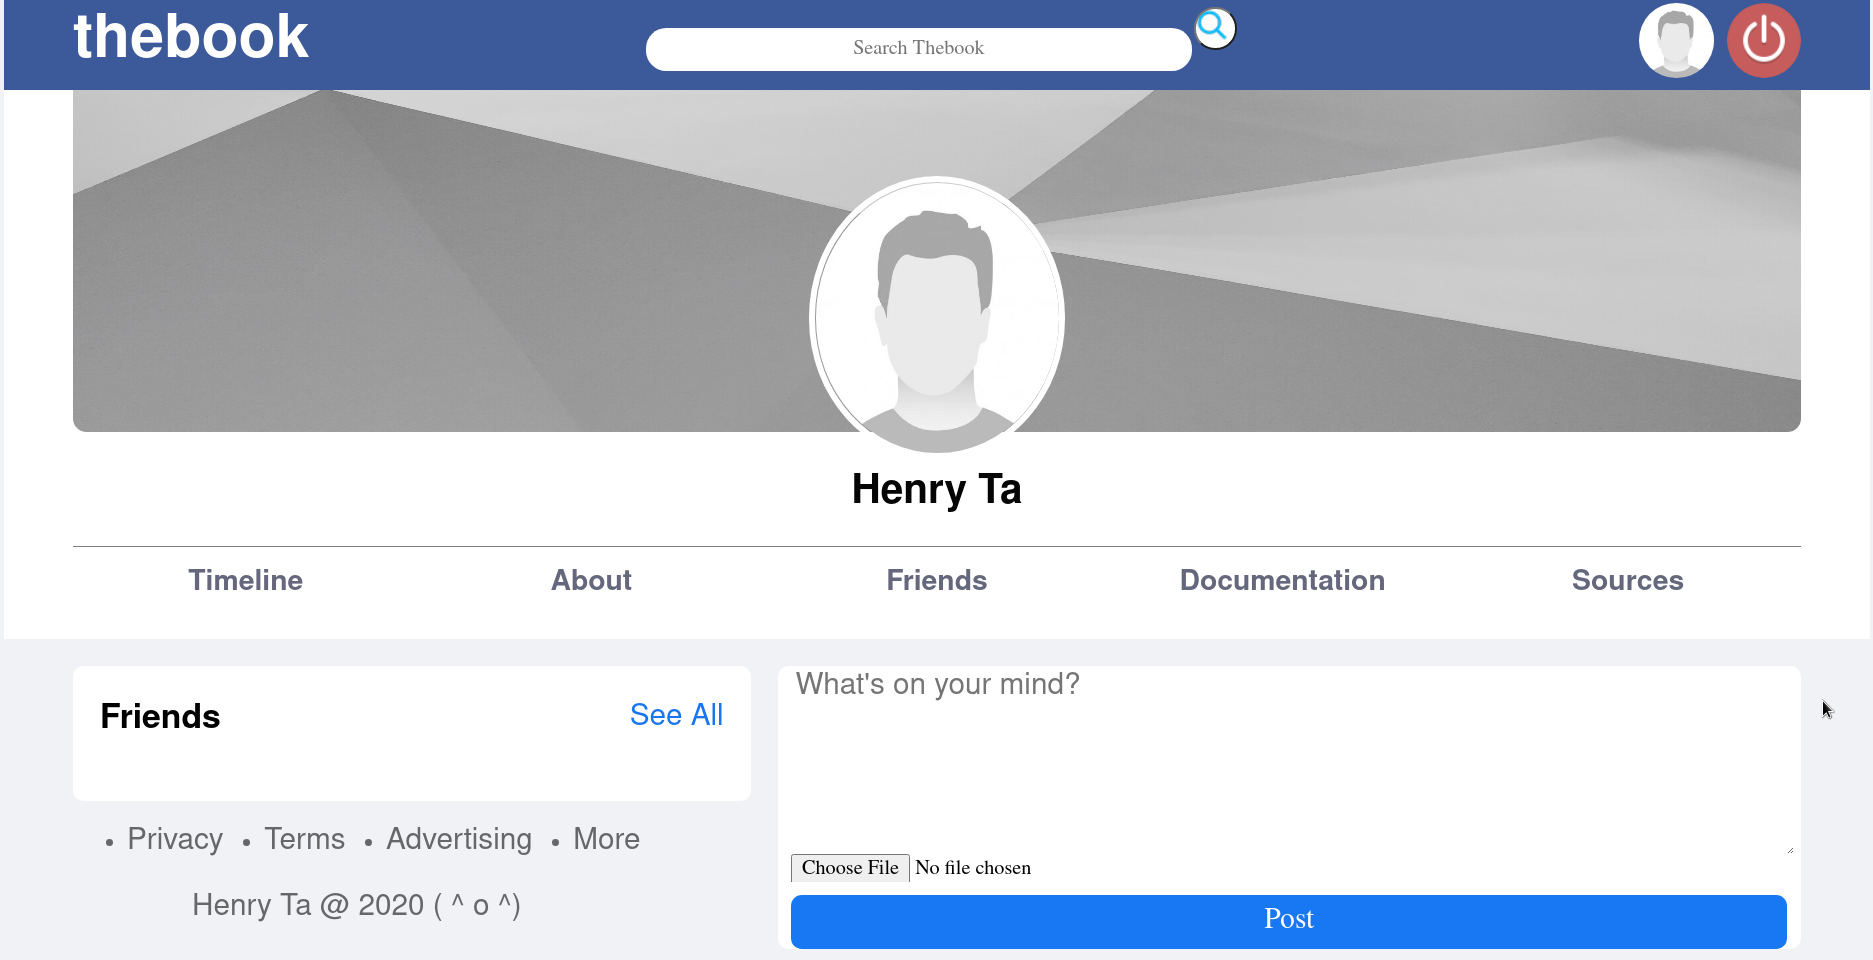 thebook
Search Thebook
Henry Ta
Timeline About Friends Documentation Sources
Friends See All
• Privacy • Terms • Advertising • More
Henry Ta @ 2020 ( ^ o ^)
What's on your mind?
Choose File No file chosen
Post